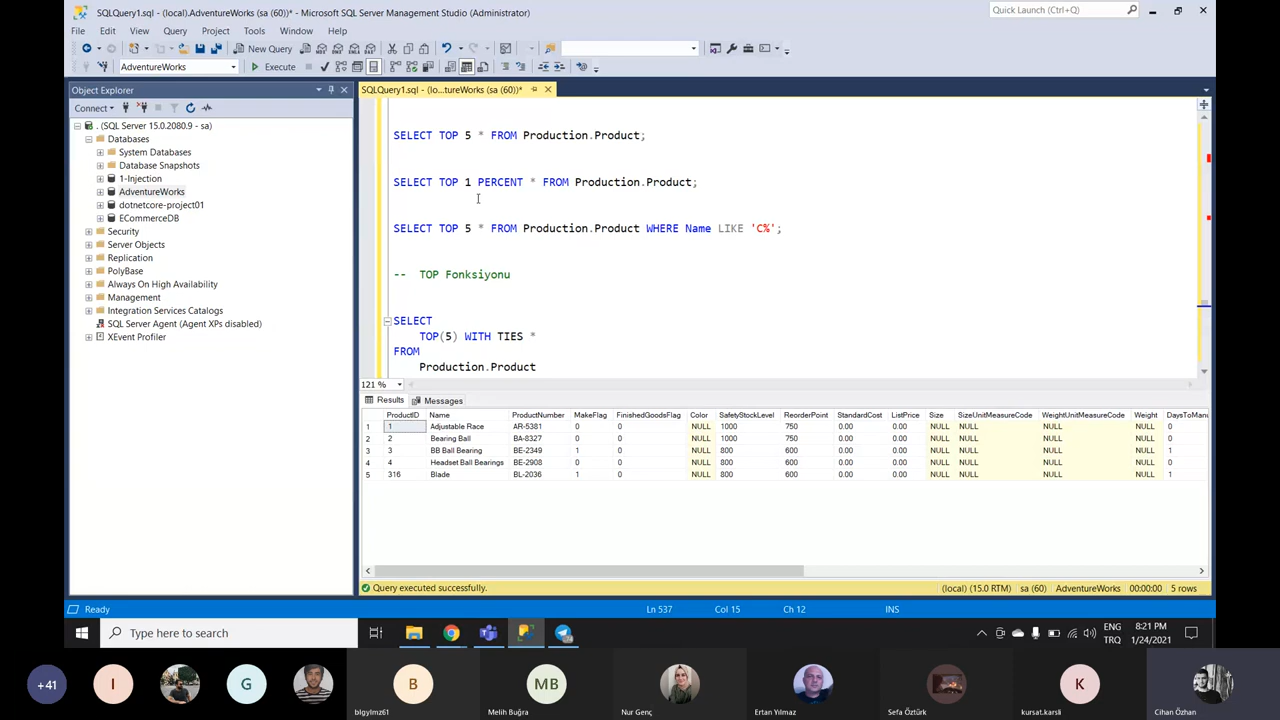 SQLQuery1.sql - (local).AdventureWorks (sa (60))* - Microsoft SQL Server Management Studio (Administrator)
Quick Launch (Ctrl+Q)
File Edit View Query Project Tools Window Help
New Query
AdventureWorks Execute
Object Explorer
SQLQuery1.sql - (lo...tureWorks (sa (60))*
Connect
. (SQL Server 15.0.2080.9 - sa)
Databases
System Databases
Database Snapshots
1-Injection
AdventureWorks
dotnetcore-project01
ECommerceDB
Security
Server Objects
Replication
PolyBase
Always On High Availability
Management
Integration Services Catalogs
SQL Server Agent (Agent XPs disabled)
XEvent Profiler
SELECT TOP 5 * FROM Production.Product;
SELECT TOP 1 PERCENT * FROM Production.Product;
SELECT TOP 5 * FROM Production.Product WHERE Name LIKE 'C%';
-- TOP Fonksiyonu
SELECT
TOP(5) WITH TIES *
FROM
Production.Product
121 %
Results Messages
ProductID Name ProductNumber MakeFlag FinishedGoodsFlag Color SafetyStockLevel ReorderPoint StandardCost ListPrice Size SizeUnitMeasureCode WeightUnitMeasureCode Weight DaysToManu
1 1 Adjustable Race AR-5381 0 0 NULL 1000 750 0.00 0.00 NULL NULL NULL NULL 0
2 2 Bearing Ball BA-8327 0 0 NULL 1000 750 0.00 0.00 NULL NULL NULL NULL 0
3 3 BB Ball Bearing BE-2349 1 0 NULL 800 600 0.00 0.00 NULL NULL NULL NULL 1
4 4 Headset Ball Bearings BE-2908 0 0 NULL 800 600 0.00 0.00 NULL NULL NULL NULL 0
5 316 Blade BL-2036 1 0 NULL 800 600 0.00 0.00 NULL NULL NULL NULL 1
Query executed successfully.
(local) (15.0 RTM) sa (60) AdventureWorks 00:00:00 5 rows
Ready Ln 537 Col 15 Ch 12 INS
Type here to search
ENG
TRQ
8:21 PM
1/24/2021
+41 I G B MB K
blgylmz61 Melih Buğra Nur Genç Ertan Yılmaz Sefa Öztürk kursat.karsli Cihan Özhan